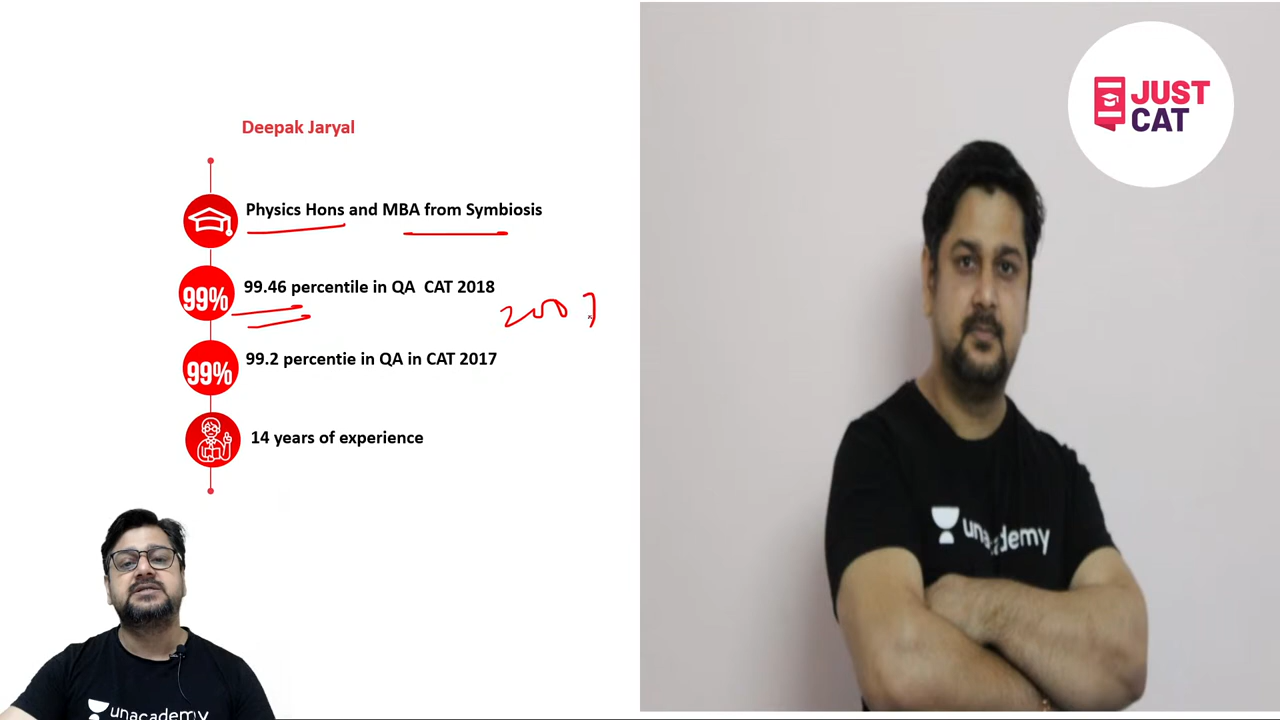 Deepak Jaryal
Physics Hons and MBA from Symbiosis
99%
99.46 percentile in QA CAT 2018
2007
99%
99.2 percentie in QA in CAT 2017
14 years of experience
unacademy
JUST
CAT
unacademy